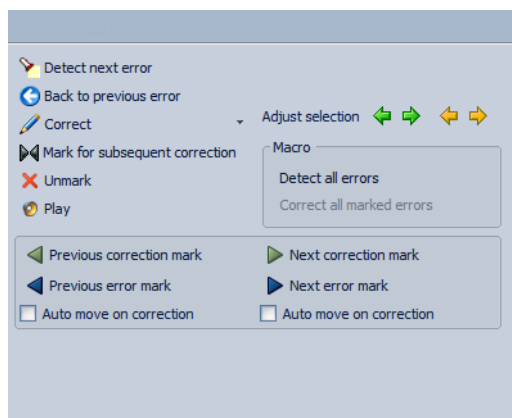 Detect next error
Back to previous error
Correct
Adjust selection
Mark for subsequent correction
Macro
Unmark
Detect all errors
Play
Correct all marked errors
Previous correction mark
Next correction mark
Previous error mark
Next error mark
Auto move on correction
Auto move on correction